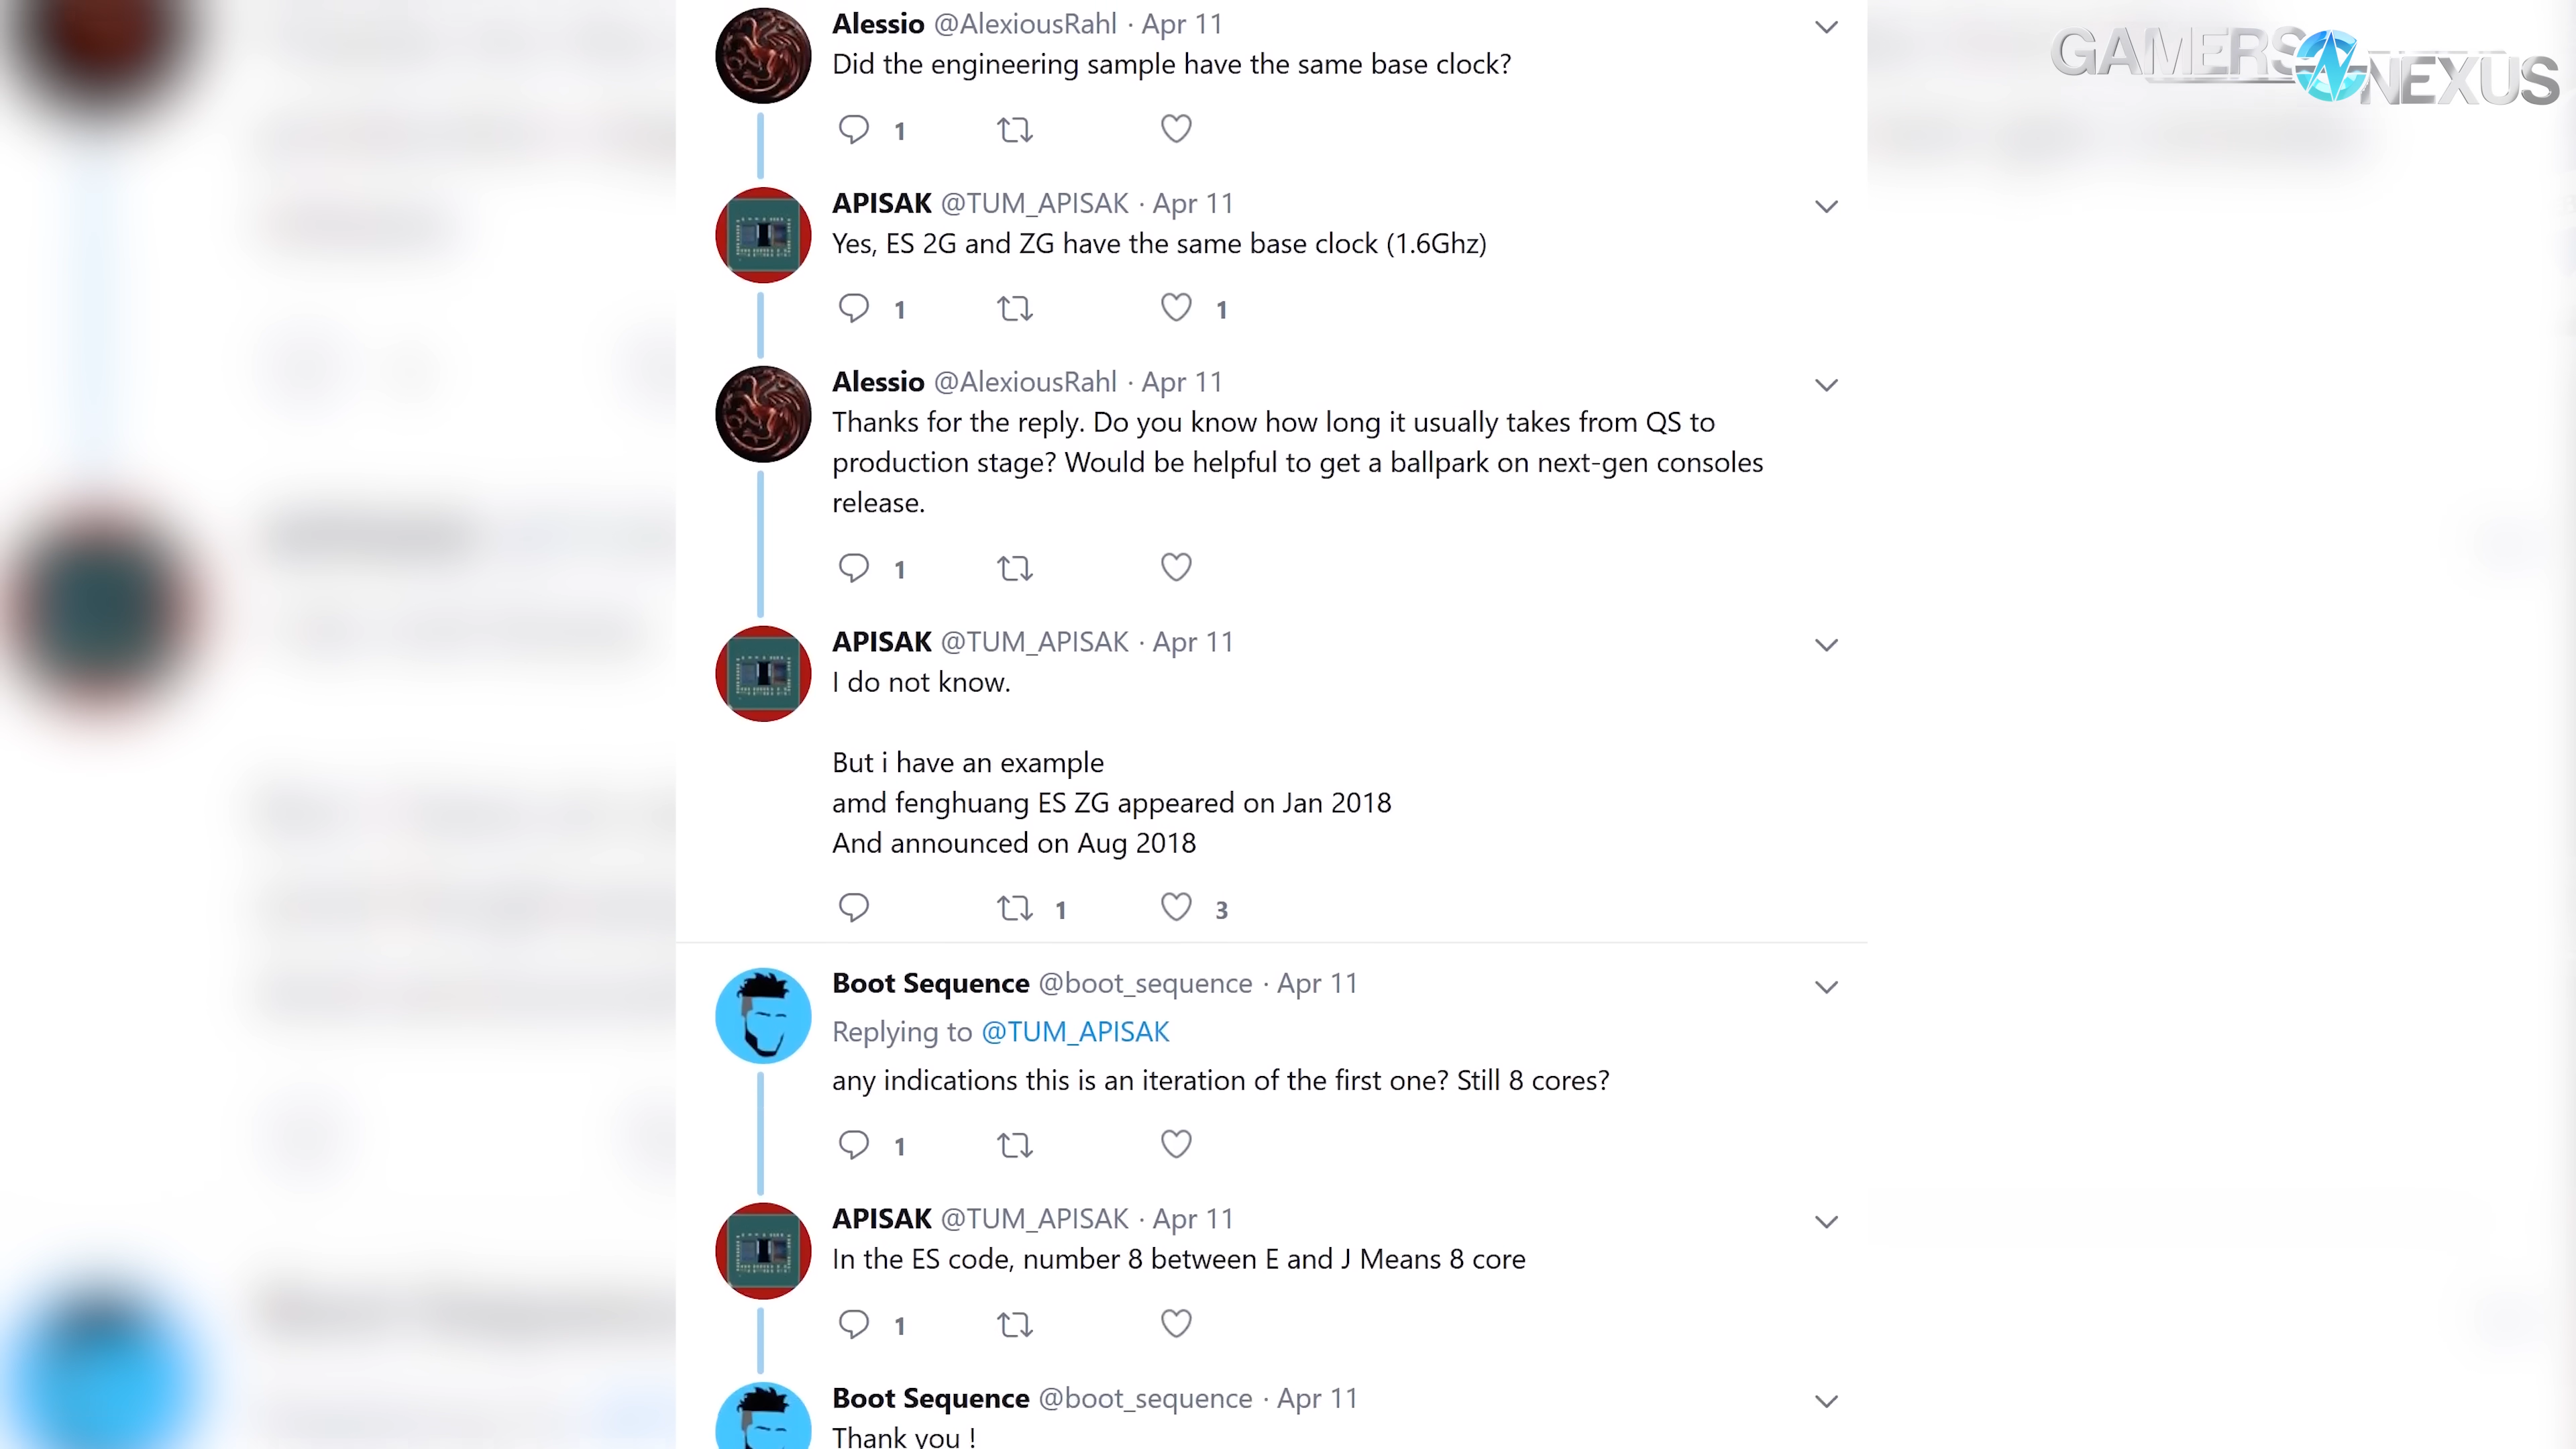 GAMERS NEXUS
Alessio @AlexiousRahl · Apr 11
Did the engineering sample have the same base clock?
1
APISAK @TUM_APISAK · Apr 11
Yes, ES 2G and ZG have the same base clock (1.6Ghz)
1 1
Alessio @AlexiousRahl · Apr 11
Thanks for the reply. Do you know how long it usually takes from QS to
production stage? Would be helpful to get a ballpark on next-gen consoles
release.
1
APISAK @TUM_APISAK · Apr 11
I do not know.
But i have an example
amd fenghuang ES ZG appeared on Jan 2018
And announced on Aug 2018
1 3
Boot Sequence @boot_sequence · Apr 11
Replying to @TUM_APISAK
any indications this is an iteration of the first one? Still 8 cores?
1
APISAK @TUM_APISAK · Apr 11
In the ES code, number 8 between E and J Means 8 core
1
Boot Sequence @boot_sequence · Apr 11
Thank you !